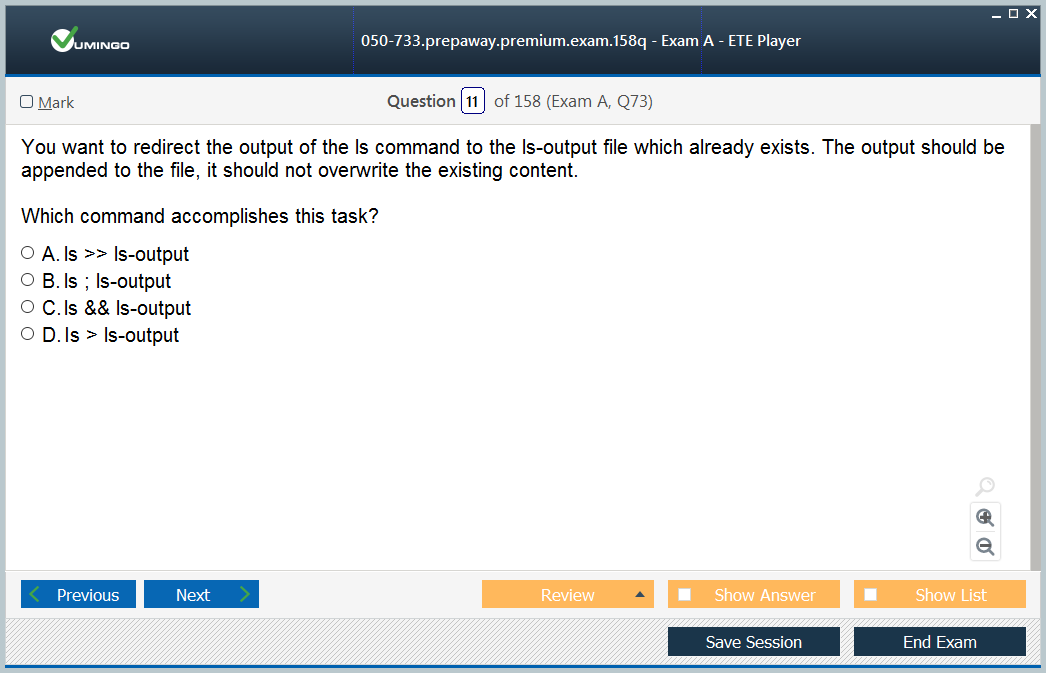 VUMINGO
050-733.prepaway.premium.exam.158q - Exam A - ETE Player
Mark
Question 11 of 158 (Exam A, Q73)
You want to redirect the output of the ls command to the ls-output file which already exists. The output should be
appended to the file, it should not overwrite the existing content.
Which command accomplishes this task?
A. ls >> ls-output
B. ls ; ls-output
C. ls && ls-output
D. ls > ls-output
Previous
Next
Review
Show Answer
Show List
Save Session
End Exam